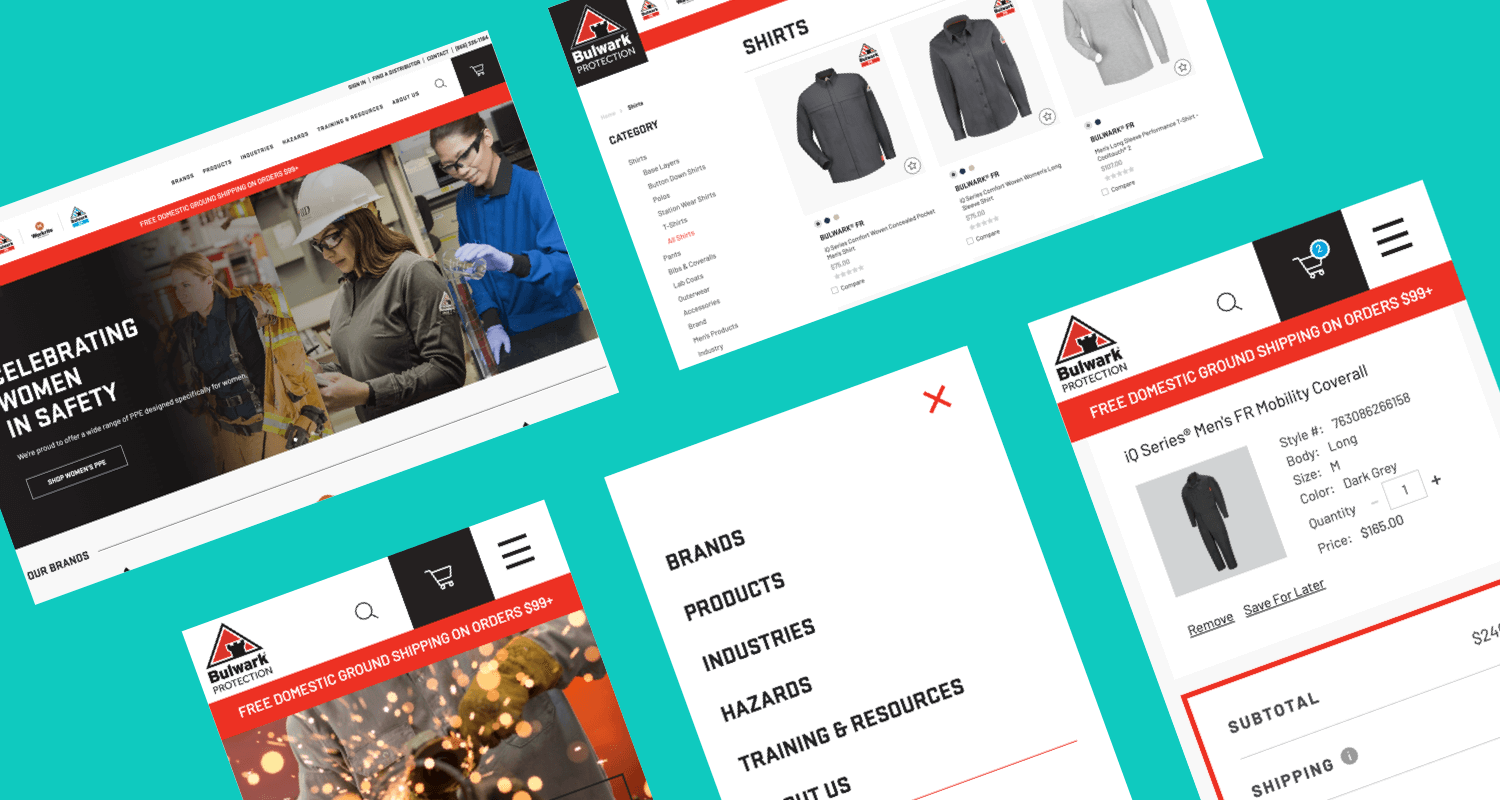 SIGN IN | FIND A DISTRIBUTOR | CONTACT | (866) 595-1164
BRANDS PRODUCTS INDUSTRIES HAZARDS TRAINING & RESOURCES ABOUT US
Workrite
Bulwark
FREE DOMESTIC GROUND SHIPPING ON ORDERS $99+
CELEBRATING
WOMEN
IN SAFETY
We're proud to offer a wide range of PPE designed specifically for women.
SHOP WOMEN'S PPE
OUR BRANDS
Bulwark
PROTECTION
SHIRTS
Home > Shirts
CATEGORY
Shirts
Base Layers
Button Down Shirts
Polos
Station Wear Shirts
T-Shirts
All Shirts
Pants
Bibs & Coveralls
Lab Coats
Outerwear
Accessories
Brand
Men's Products
Industry
BULWARK® FR
iQ Series Comfort Woven Concealed Pocket
Men's Shirt
$75.00
Compare
BULWARK® FR
iQ Series Comfort Woven Women's Long
Sleeve Shirt
$75.00
Compare
BULWARK® FR
Men's Long Sleeve Performance T-Shirt -
Cooltouch® 2
$107.00
Compare
Bulwark
PROTECTION
FREE DOMESTIC GROUND SHIPPING ON ORDERS $99+
BRANDS
PRODUCTS
INDUSTRIES
HAZARDS
TRAINING & RESOURCES
OUT US
2
Bulwark
PROTECTION
FREE DOMESTIC GROUND SHIPPING ON ORDERS $99+
iQ Series® Men's FR Mobility Coverall
Style #: 763086266158
Body: Long
Size: M
Color: Dark Grey
Quantity − 1 +
Price: $165.00
Remove Save For Later
SUBTOTAL
SHIPPING i